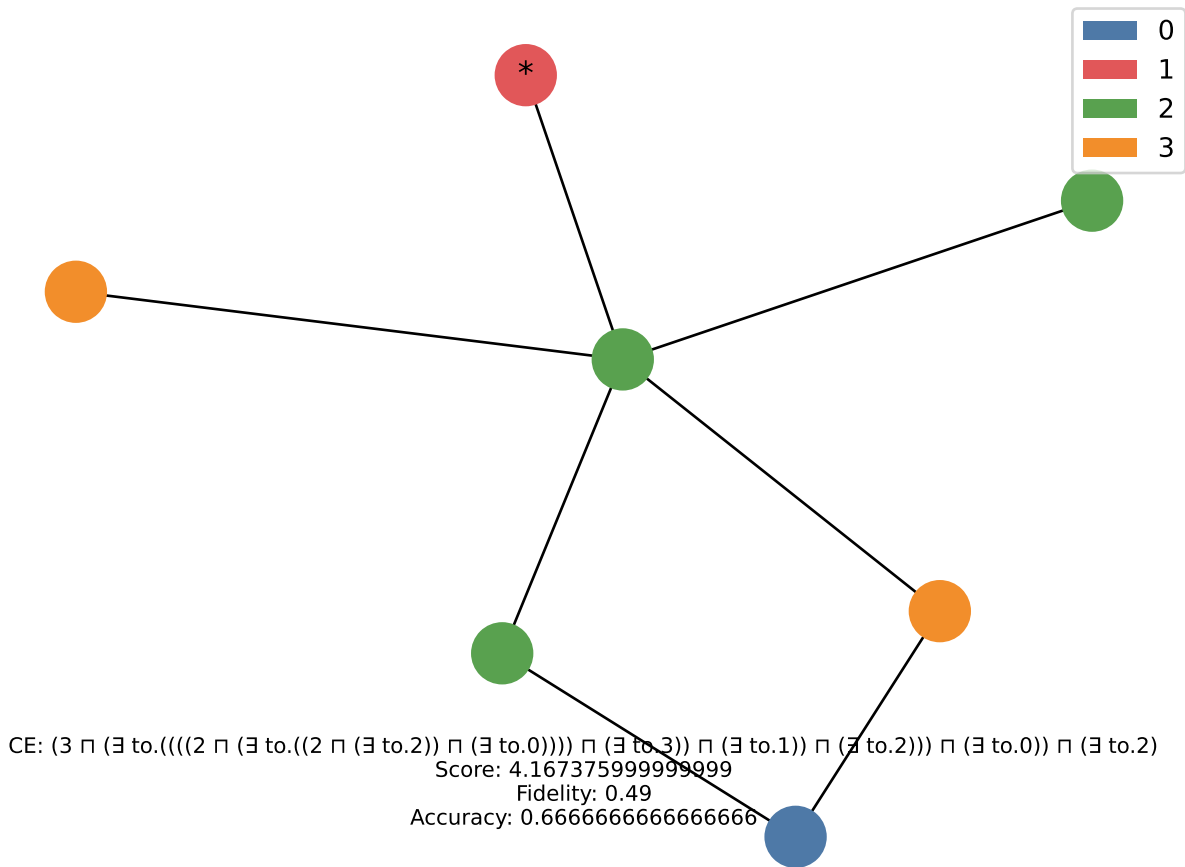 0
1
2
3
*
CE: (3 ⊓ (∃ to.((((2 ⊓ (∃ to.((2 ⊓ (∃ to.2)) ⊓ (∃ to.0)))) ⊓ (∃ to.3)) ⊓ (∃ to.1)) ⊓ (∃ to.2))) ⊓ (∃ to.0)) ⊓ (∃ to.2)
Score: 4.167375999999999
Fidelity: 0.49
Accuracy: 0.6666666666666666